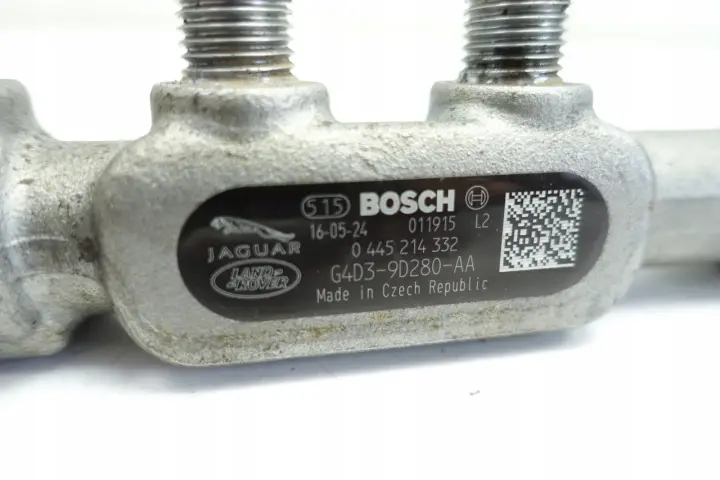 515 BOSCH
16-05-24 011915 L2
JAGUAR
0 445 214 332
LAND-
-ROVER
G4D3-9D280-AA
Made in Czech Republic